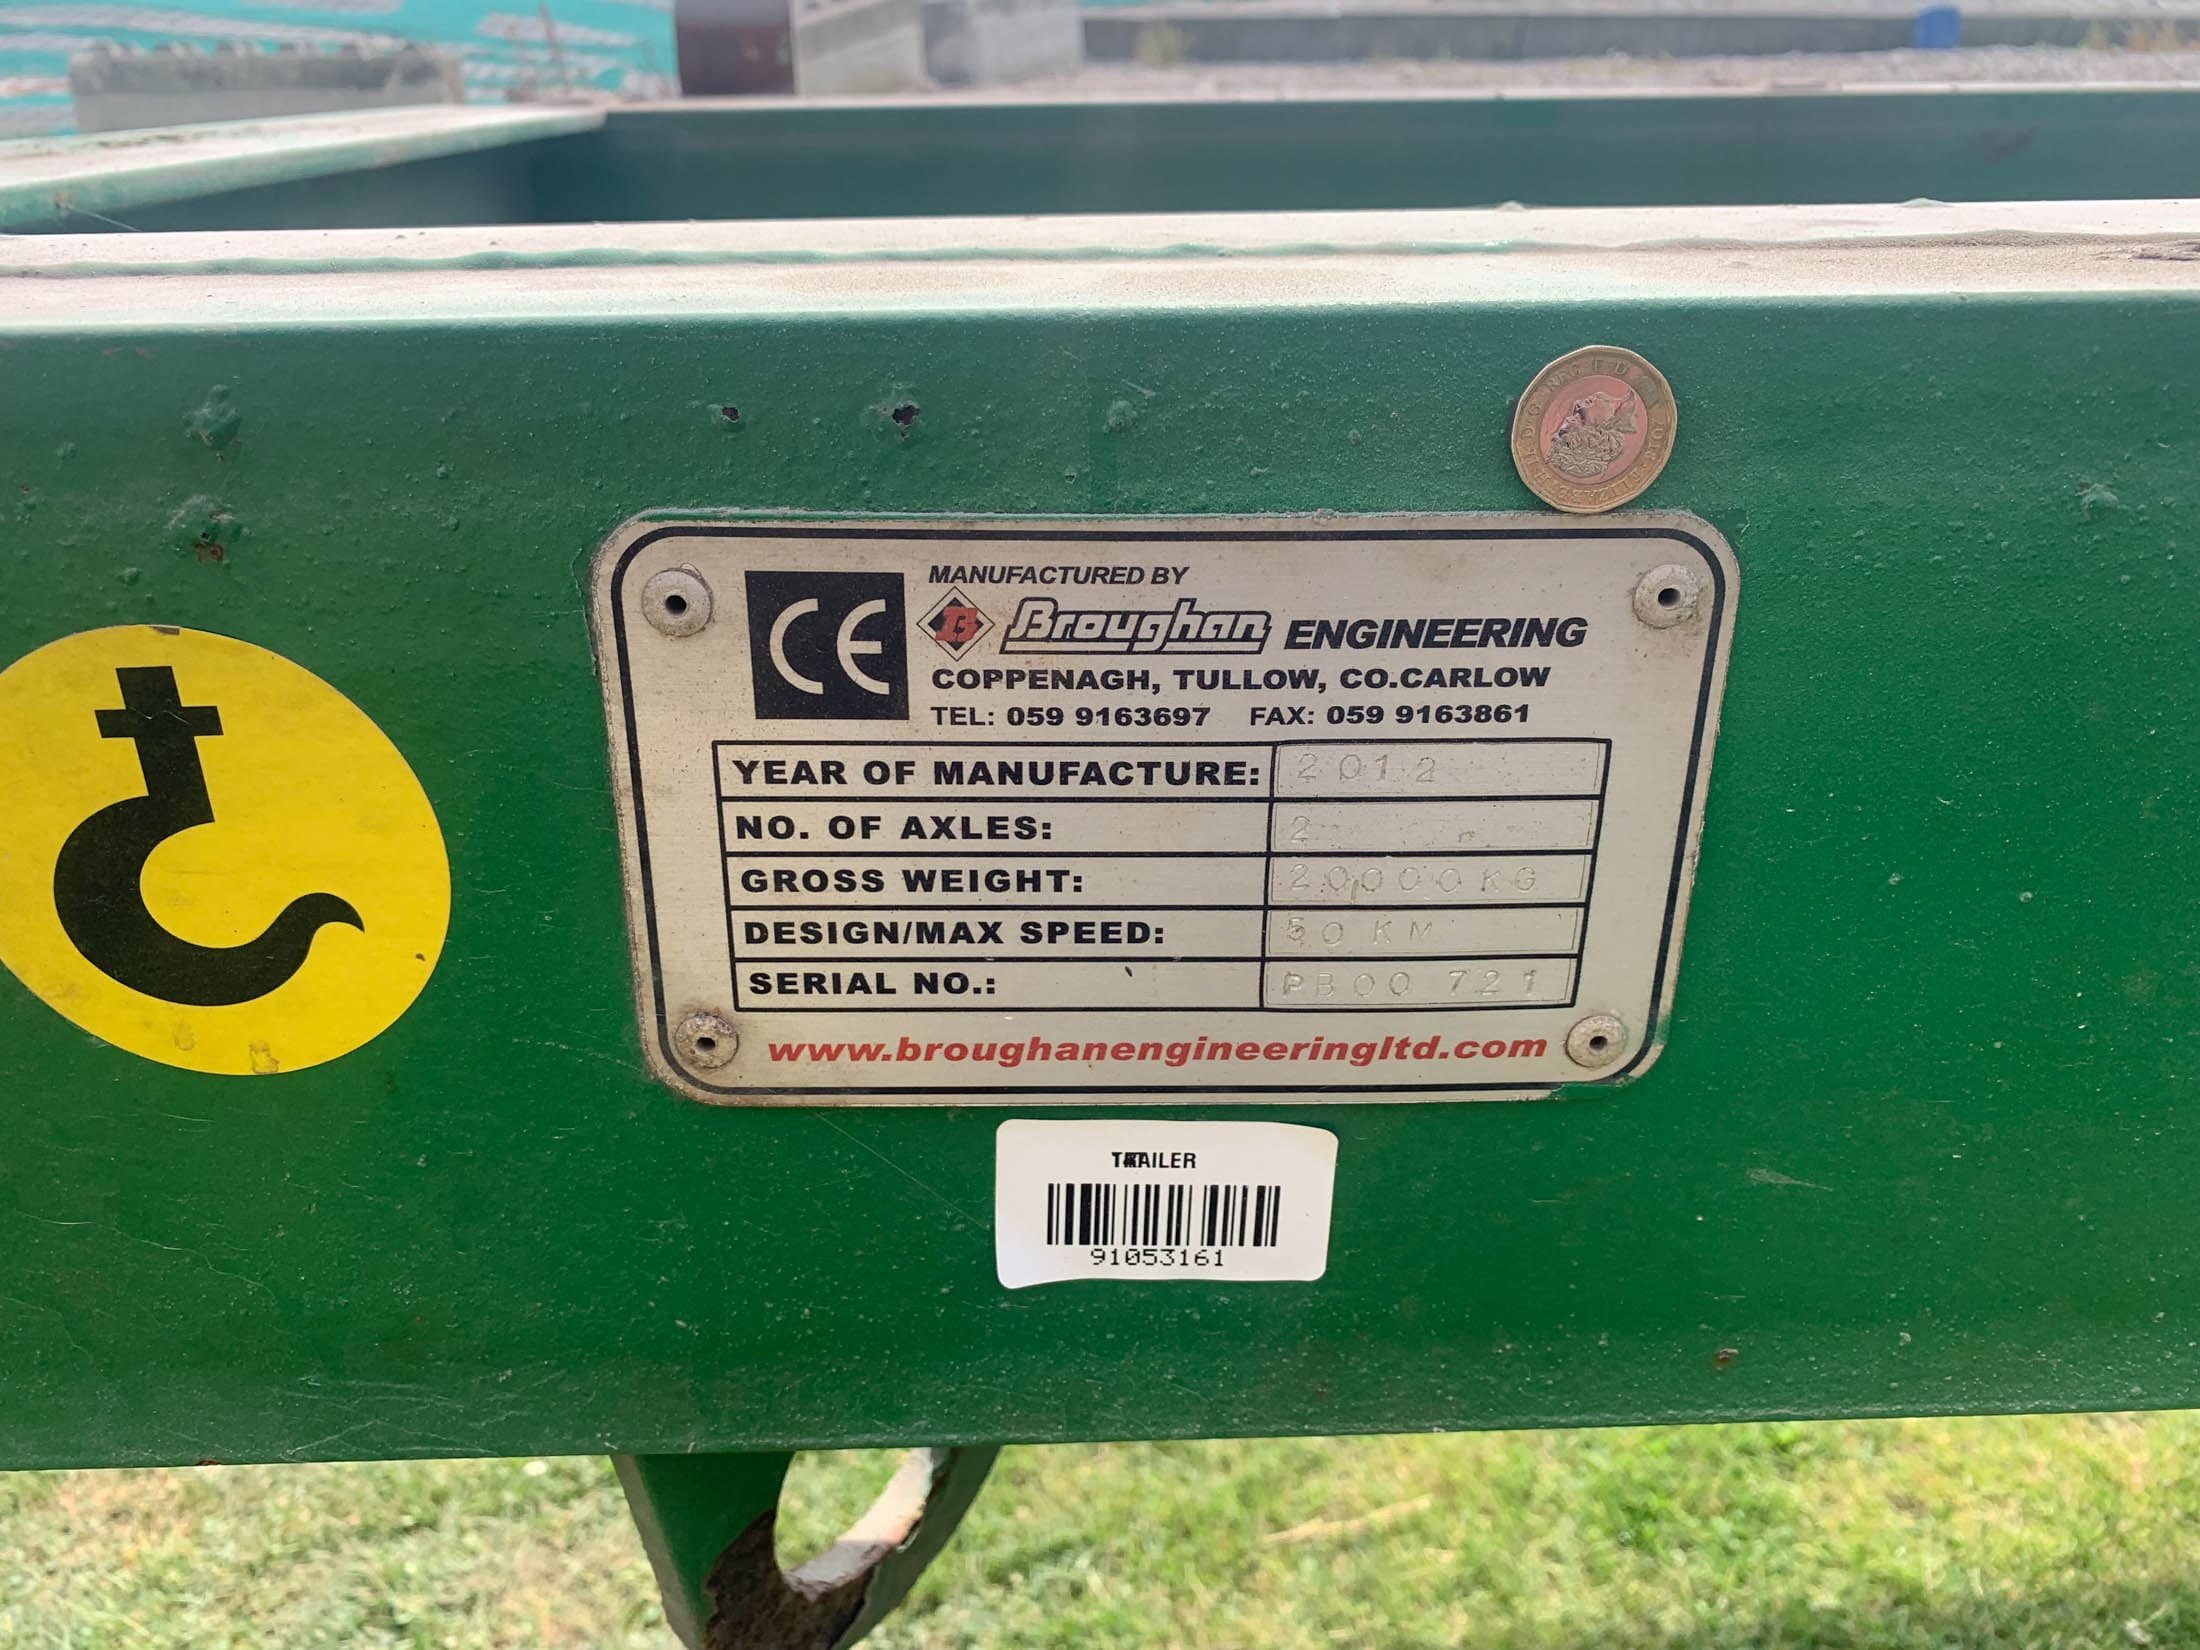 CE
MANUFACTURED BY
B Broughan ENGINEERING
COPPENAGH, TULLOW, CO.CARLOW
TEL: 059 9163697 FAX: 059 9163861
YEAR OF MANUFACTURE: 2012
NO. OF AXLES: 2
GROSS WEIGHT: 20,000KG
DESIGN/MAX SPEED: 50 KM
SERIAL NO.: PB00 721
www.broughanengineeringltd.com
TRAILER
91053161